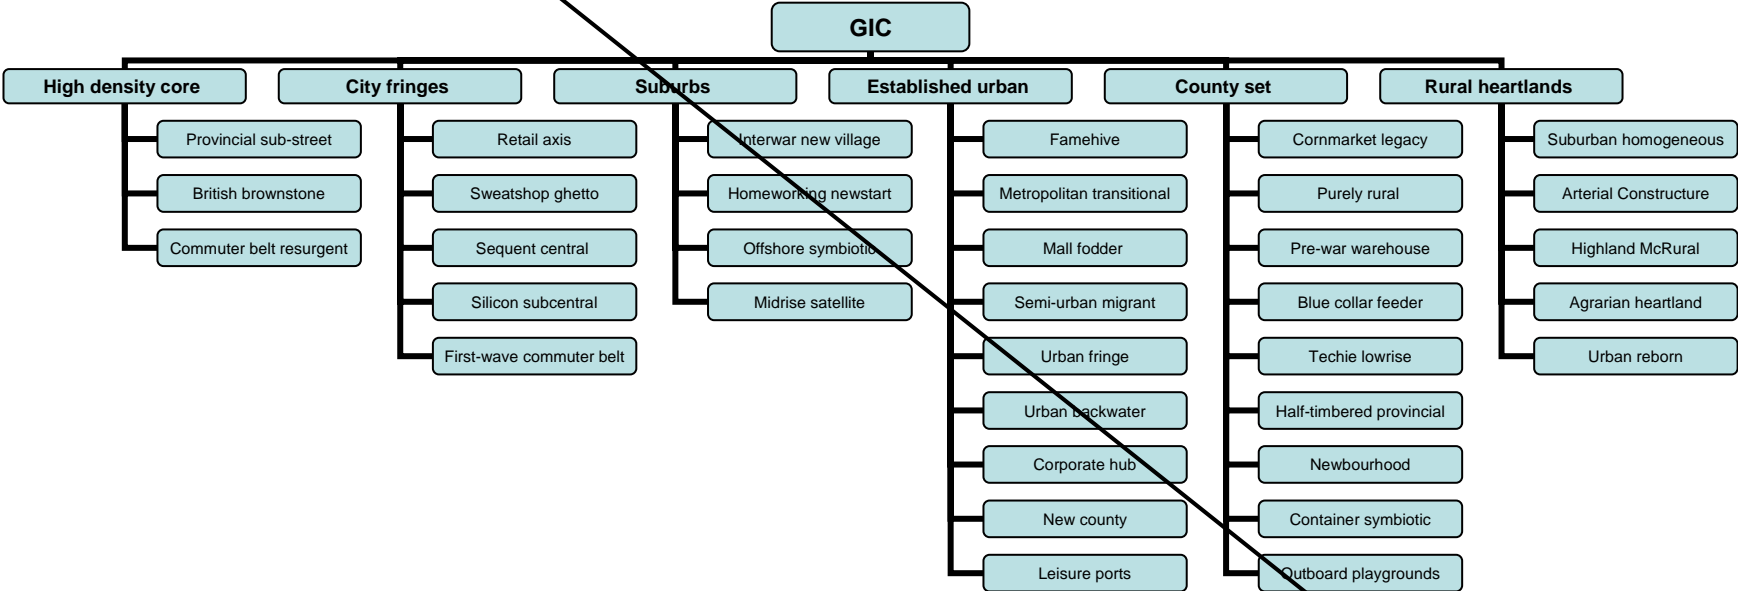 GIC
High density core
Provincial sub-street
British brownstone
Commuter belt resurgent
City fringes
Retail axis
Sweatshop ghetto
Sequent central
Silicon subcentral
First-wave commuter belt
Suburbs
Interwar new village
Homeworking newstart
Offshore symbiotic
Midrise satellite
Established urban
Famehive
Metropolitan transitional
Mall fodder
Semi-urban migrant
Urban fringe
Urban backwater
Corporate hub
New county
Leisure ports
County set
Cornmarket legacy
Purely rural
Pre-war warehouse
Blue collar feeder
Techie lowrise
Half-timbered provincial
Newbourhood
Container symbiotic
Outboard playgrounds
Rural heartlands
Suburban homogeneous
Arterial Constructure
Highland McRural
Agrarian heartland
Urban reborn